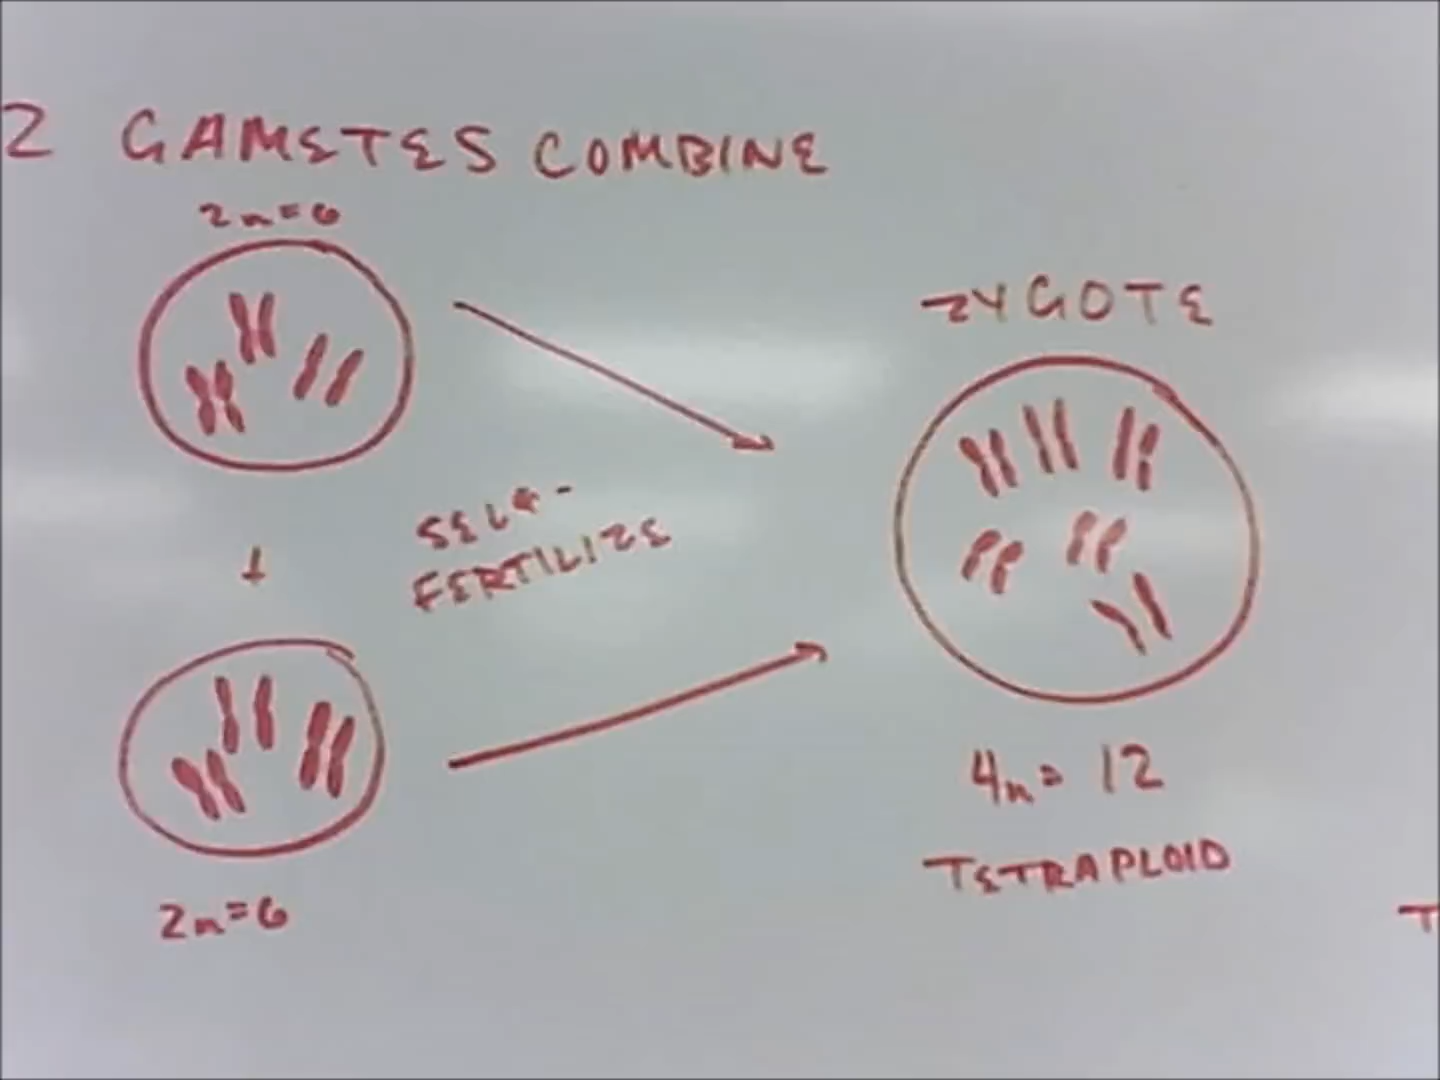 2 GAMETES COMBINE
2n=6
ZYGOTE
SELF-
FERTILIZE
+
2n=6
4n=12
TETRAPLOID
T